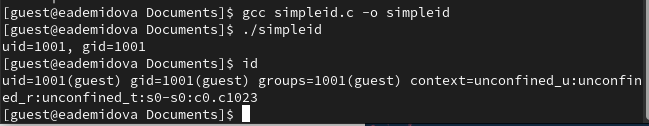 [guest@eademidova Documents]$ gcc simpleid.c -o simpleid
[guest@eademidova Documents]$ ./simpleid
uid=1001, gid=1001
[guest@eademidova Documents]$ id
uid=1001(guest) gid=1001(guest) groups=1001(guest) context=unconfined_u:unconfin
ed_r:unconfined_t:s0-s0:c0.c1023
[guest@eademidova Documents]$